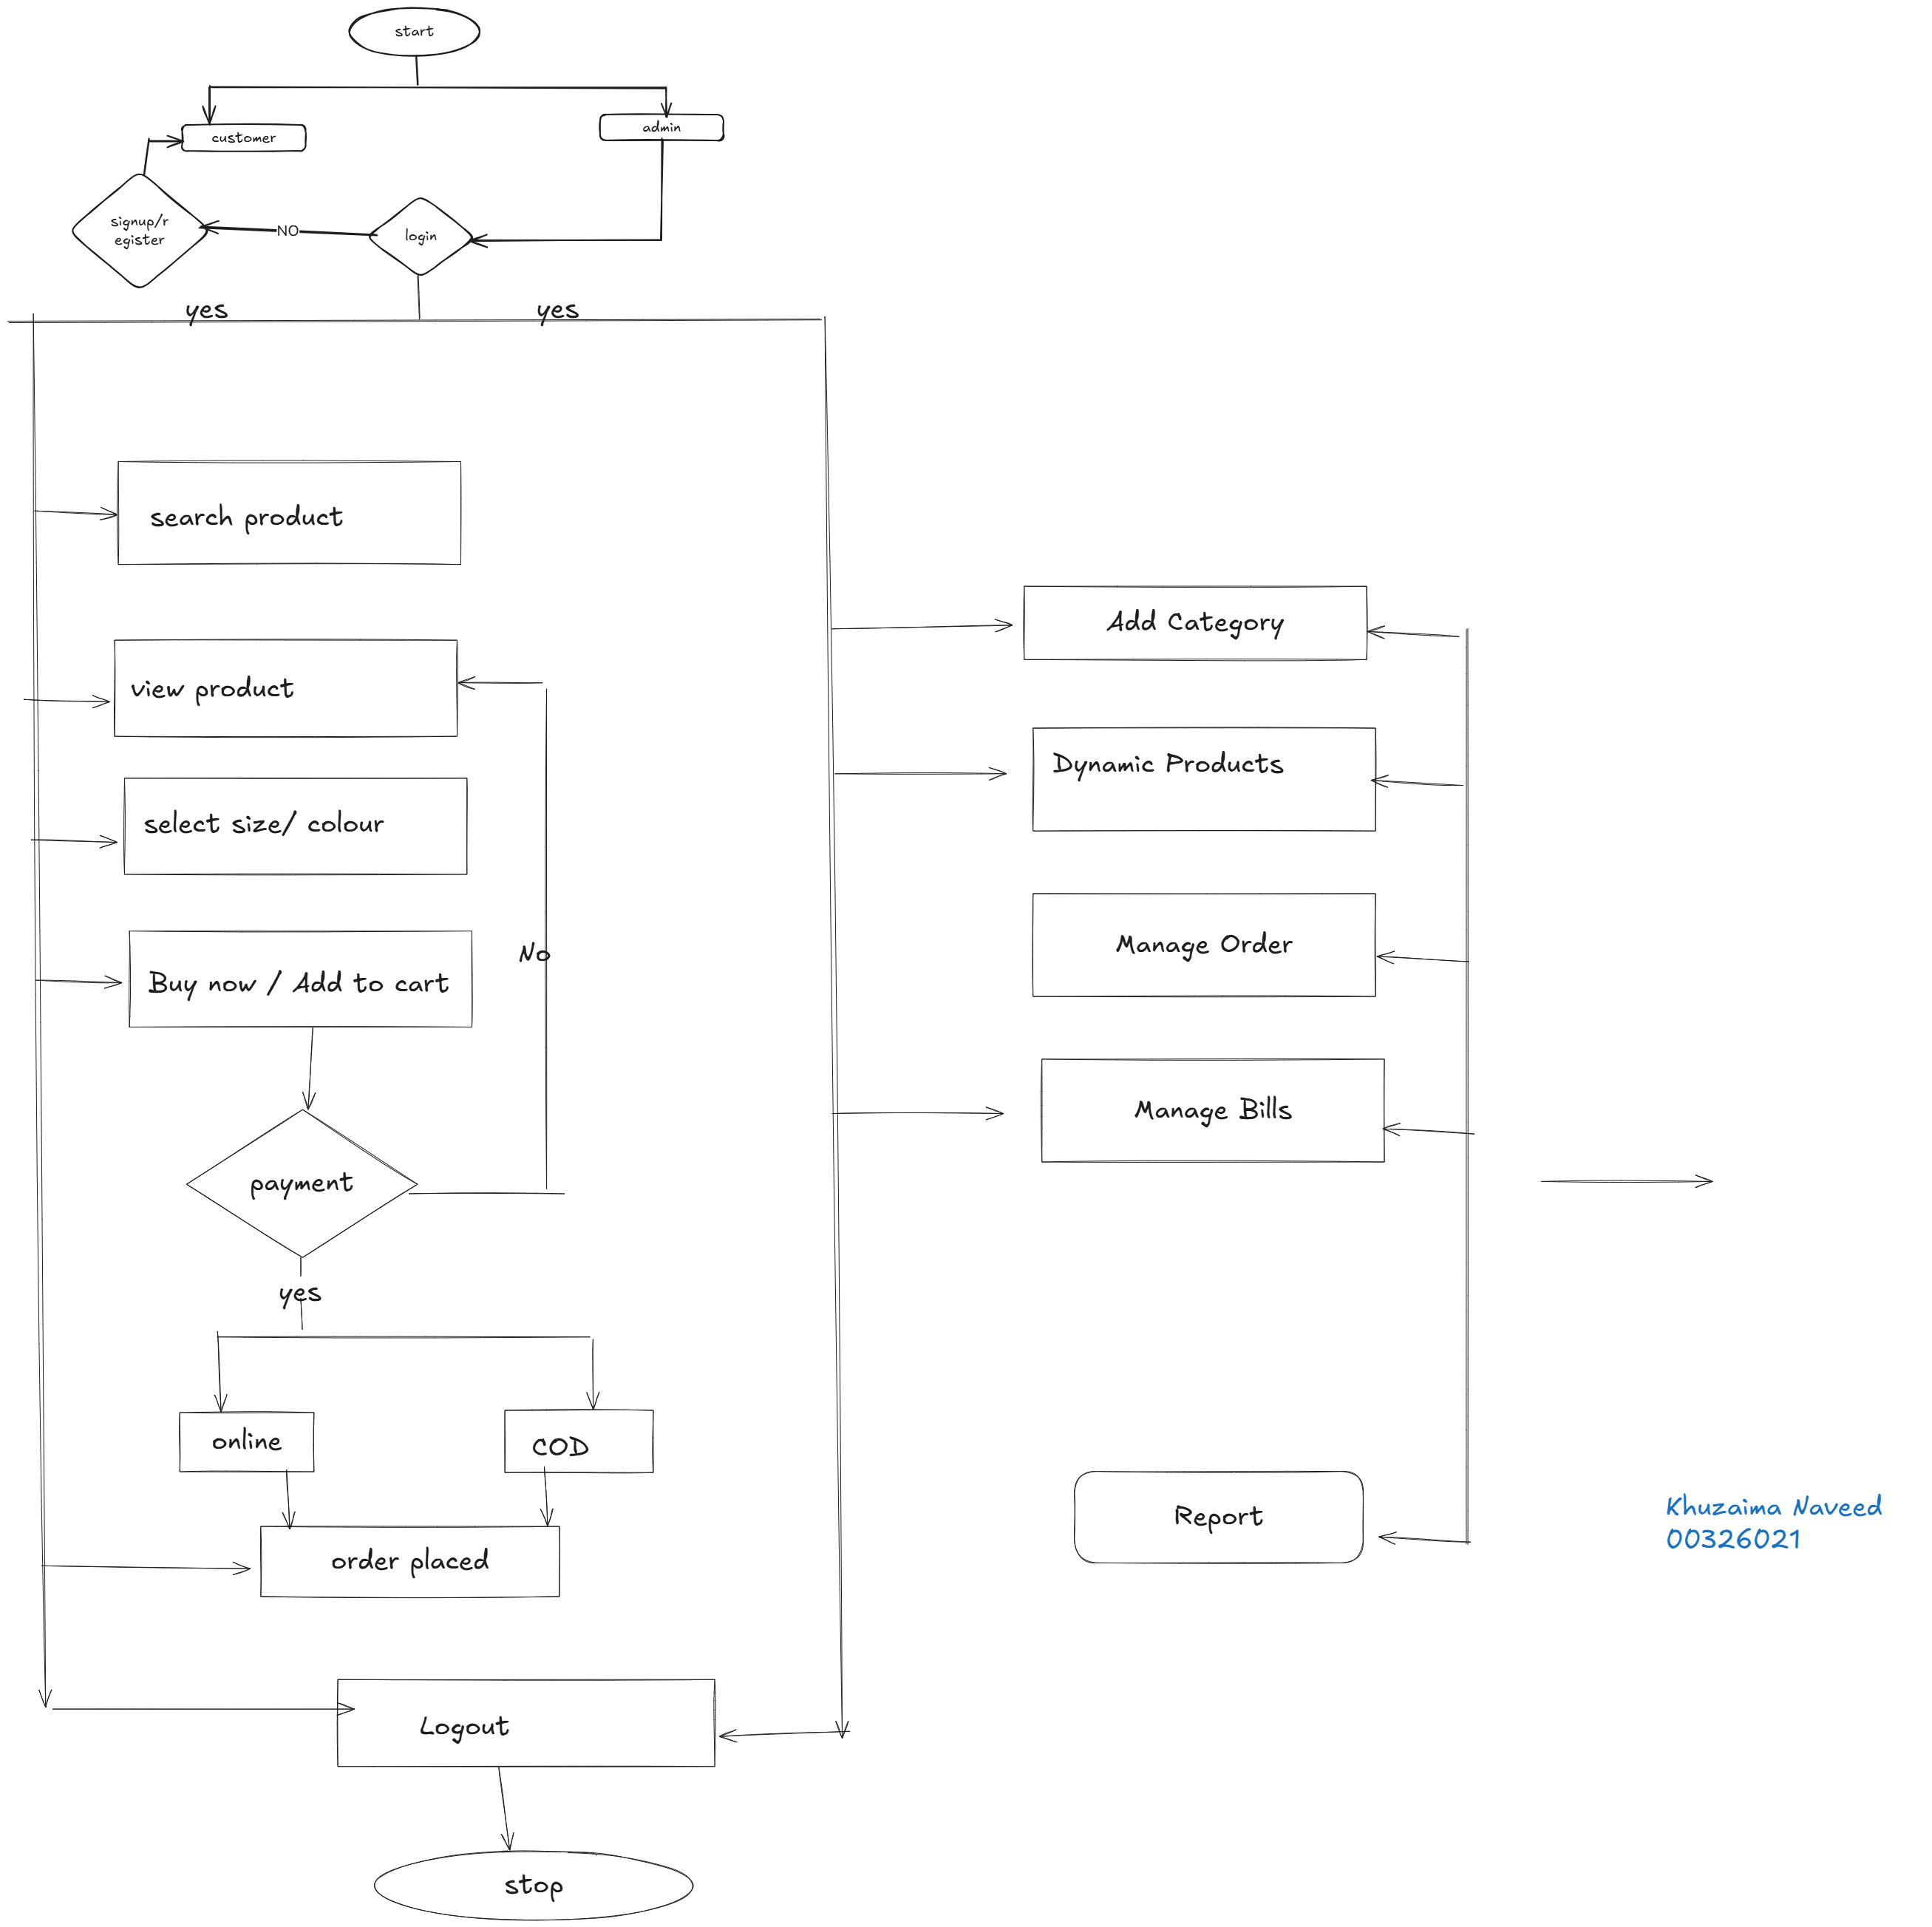 start
customer
admin
signup/r
egister
NO
login
yes
yes
search product
Add Category
view product
Dynamic Products
select size/ colour
No
Manage Order
Buy now / Add to cart
Manage Bills
payment
yes
online
COD
Report
Khuzaima Naveed
00326021
order placed
Logout
stop